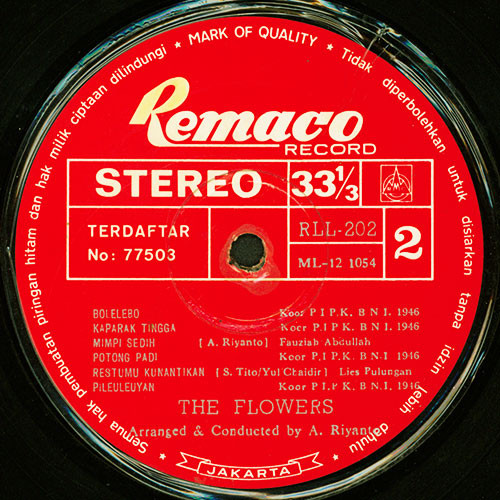 Semua hak pembuatan piringan hitam dan hak milik ciptaan dilindungi ★ MARK OF QUALITY ★ Tidak diperbolehkan untuk disiarkan tanpa idzin lebih dahulu ★
Remaco
RECORD
STEREO 33 1/3
TERDAFTAR
No: 77503
RLL-202
ML-12 1054
2
BOLELEBO Koor P I P K. B N I. 1946
KAPARAK TINGGA Koor P.I P K. B N I. 1946
MIMPI SEDIH [ A. Riyanto ] Fauziah Abdullah
POTONG PADI Koor P.I P K. B N I 1946
RESTUMU KUNANTIKAN [ S. Tito/Yul Chaidir ] Lies Pulungan
PILEULEUYAN Koor P I P K. B N I. 1946
THE FLOWERS
Arranged & Conducted by A. Riyanto
JAKARTA